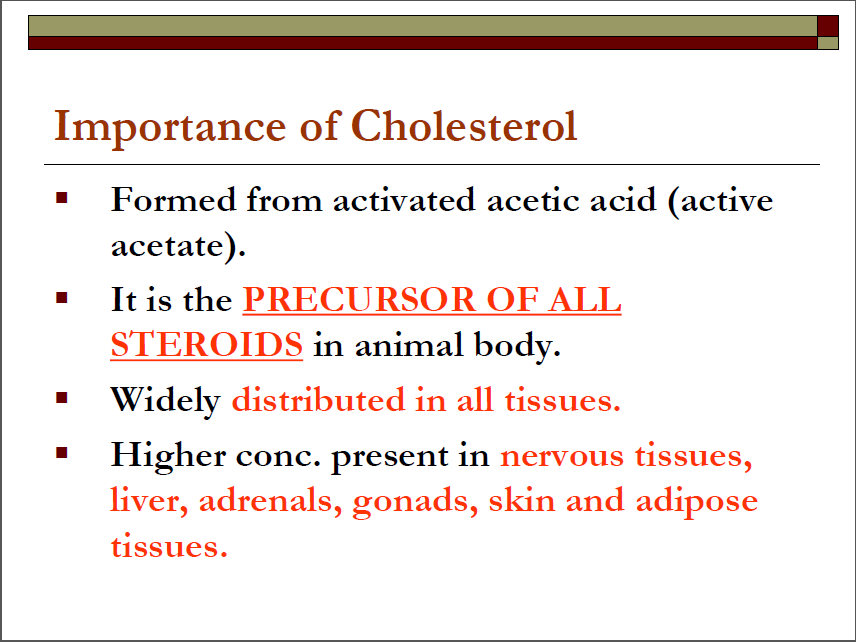 Importance of Cholesterol
Formed from activated acetic acid (active
acetate).
It is the PRECURSOR OF ALL
STEROIDS in animal body.
Widely distributed in all tissues.
Higher conc. present in nervous tissues,
liver, adrenals, gonads, skin and adipose
tissues.